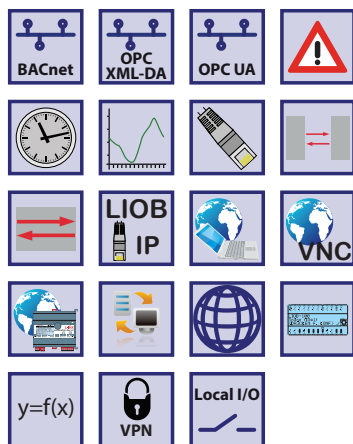 BACnet
OPC
XML-DA
OPC UA
LIOB
IP
VNC
y=f(x)
VPN
Local I/O